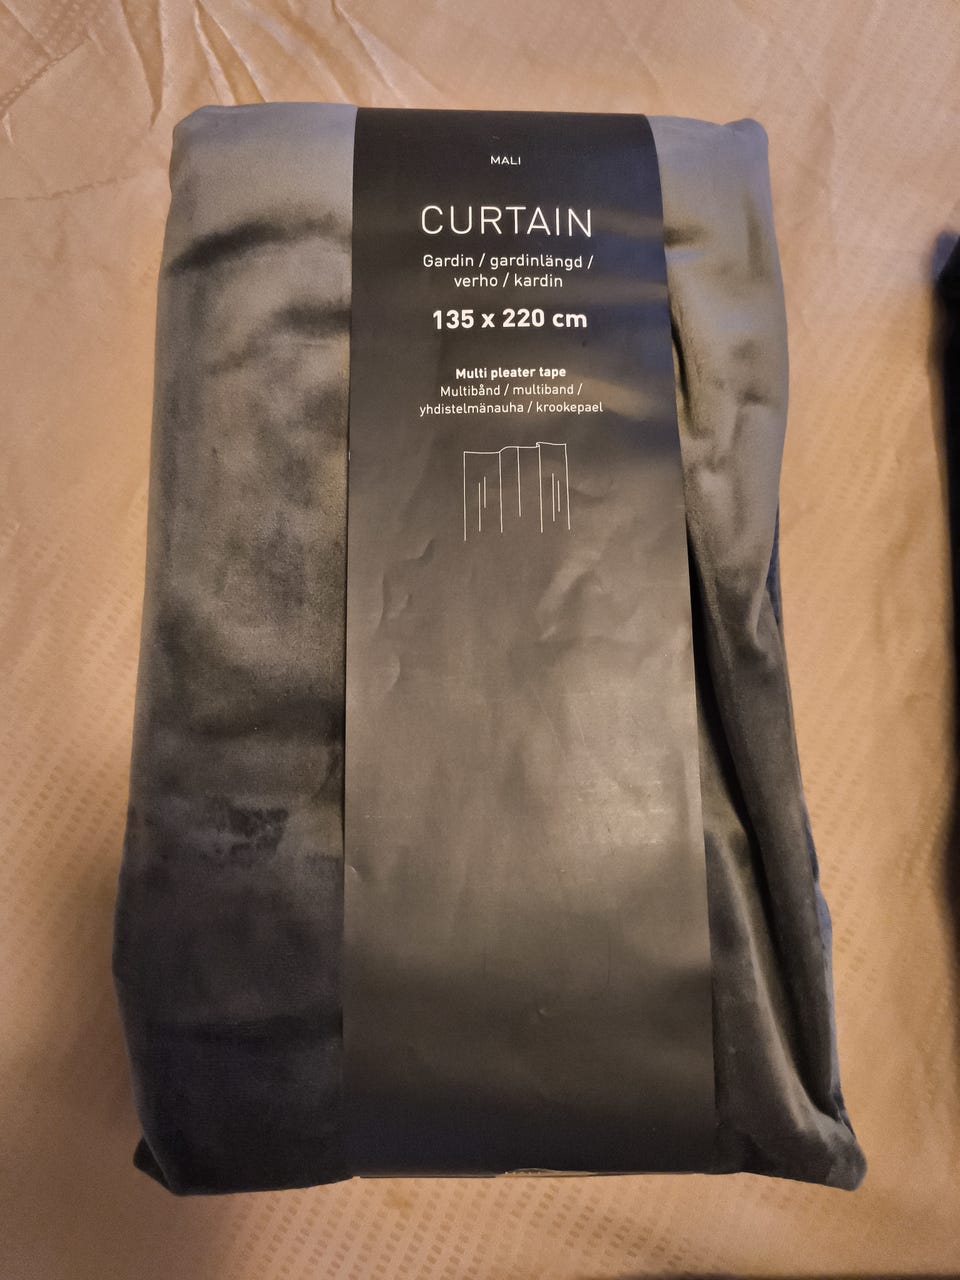 MALI
CURTAIN
Gardin / gardinlängd /
verho / kardin
135 x 220 cm
Multi pleater tape
Multibånd / multiband /
yhdistelmänauha / krookepael